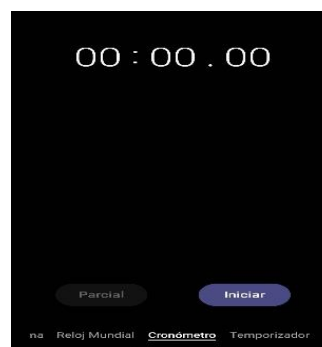 00 : 00 . 00
Parcial Iniciar
na Reloj Mundial Cronómetro Temporizador